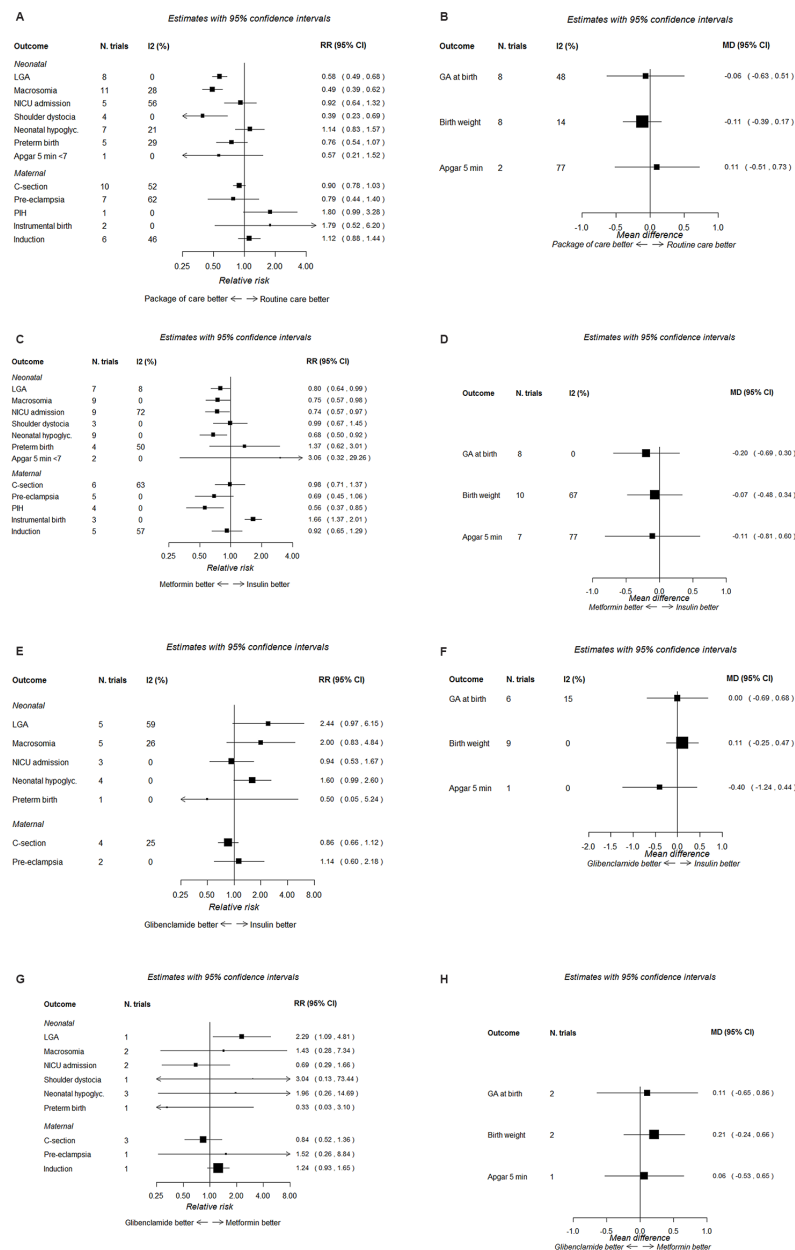 A
Estimates with 95% confidence intervals
Outcome N. trials I2 (%) RR (95% CI)
Neonatal
LGA 8 0 0.58 (0.49 , 0.68)
Macrosomia 11 28 0.49 (0.39 , 0.62)
NICU admission 5 56 0.92 (0.64 , 1.32)
Shoulder dystocia 4 0 0.39 (0.23 , 0.69)
Neonatal hypoglyc. 7 21 1.14 (0.83 , 1.57)
Preterm birth 5 29 0.76 (0.54 , 1.07)
Apgar 5 min <7 1 0 0.57 (0.21 , 1.52)
Maternal
C-section 10 52 0.90 (0.78 , 1.03)
Pre-eclampsia 7 62 0.79 (0.44 , 1.40)
PIH 1 0 1.80 (0.99 , 3.28)
Instrumental birth 2 0 1.79 (0.52 , 6.20)
Induction 6 46 1.12 (0.88 , 1.44)
0.25 0.50 1.00 2.00 4.00
Relative risk
Package of care better <- -> Routine care better
B
Estimates with 95% confidence intervals
Outcome N. trials I2 (%) MD (95% CI)
GA at birth 8 48 -0.06 (-0.63 , 0.51)
Birth weight 8 14 -0.11 (-0.39 , 0.17)
Apgar 5 min 2 77 0.11 (-0.51 , 0.73)
-1.0 -0.5 0.0 0.5 1.0
Mean difference
Package of care better <- -> Routine care better
C
Estimates with 95% confidence intervals
Outcome N. trials I2 (%) RR (95% CI)
Neonatal
LGA 7 8 0.80 (0.64 , 0.99)
Macrosomia 9 0 0.75 (0.57 , 0.98)
NICU admission 9 72 0.74 (0.57 , 0.97)
Shoulder dystocia 3 0 0.99 (0.67 , 1.45)
Neonatal hypoglyc. 9 0 0.68 (0.50 , 0.92)
Preterm birth 4 50 1.37 (0.62 , 3.01)
Apgar 5 min <7 2 0 3.06 (0.32 , 29.26)
Maternal
C-section 6 63 0.98 (0.71 , 1.37)
Pre-eclampsia 5 0 0.69 (0.45 , 1.06)
PIH 4 0 0.56 (0.37 , 0.85)
Instrumental birth 3 0 1.66 (1.37 , 2.01)
Induction 5 57 0.92 (0.65 , 1.29)
0.25 0.50 1.00 2.00 4.00
Relative risk
Metformin better <- -> Insulin better
D
Estimates with 95% confidence intervals
Outcome N. trials I2 (%) MD (95% CI)
GA at birth 8 0 -0.20 (-0.69 , 0.30)
Birth weight 10 67 -0.07 (-0.48 , 0.34)
Apgar 5 min 7 77 -0.11 (-0.81 , 0.60)
-1.0 -0.5 0.0 0.5 1.0
Mean difference
Metformin better <- -> Insulin better
E
Estimates with 95% confidence intervals
Outcome N. trials I2 (%) RR (95% CI)
Neonatal
LGA 5 59 2.44 (0.97 , 6.15)
Macrosomia 5 26 2.00 (0.83 , 4.84)
NICU admission 3 0 0.94 (0.53 , 1.67)
Neonatal hypoglyc. 4 0 1.60 (0.99 , 2.60)
Preterm birth 1 0 0.50 (0.05 , 5.24)
Maternal
C-section 4 25 0.86 (0.66 , 1.12)
Pre-eclampsia 2 0 1.14 (0.60 , 2.18)
0.25 0.50 1.00 2.00 4.00 8.00
Relative risk
Glibenclamide better <- -> Insulin better
F
Estimates with 95% confidence intervals
Outcome N. trials I2 (%) MD (95% CI)
GA at birth 6 15 0.00 (-0.69 , 0.68)
Birth weight 9 0 0.11 (-0.25 , 0.47)
Apgar 5 min 1 0 -0.40 (-1.24 , 0.44)
-2.0 -1.5 -1.0 -0.5 0.0 0.5 1.0
Mean difference
Glibenclamide better <- -> Insulin better
G
Estimates with 95% confidence intervals
Outcome N. trials RR (95% CI)
Neonatal
LGA 1 2.29 (1.09 , 4.81)
Macrosomia 2 1.43 (0.28 , 7.34)
NICU admission 2 0.69 (0.29 , 1.66)
Shoulder dystocia 1 3.04 (0.13 , 73.44)
Neonatal hypoglyc. 3 1.96 (0.26 , 14.69)
Preterm birth 1 0.33 (0.03 , 3.10)
Maternal
C-section 3 0.84 (0.52 , 1.36)
Pre-eclampsia 1 1.52 (0.26 , 8.84)
Induction 1 1.24 (0.93 , 1.65)
0.25 0.50 1.00 2.00 4.00 8.00
Relative risk
Glibenclamide better <- -> Metformin better
H
Estimates with 95% confidence intervals
Outcome N. trials MD (95% CI)
GA at birth 2 0.11 (-0.65 , 0.86)
Birth weight 2 0.21 (-0.24 , 0.66)
Apgar 5 min 1 0.06 (-0.53 , 0.65)
-1.0 -0.5 0.0 0.5 1.0
Mean difference
Glibenclamide better <- -> Metformin better